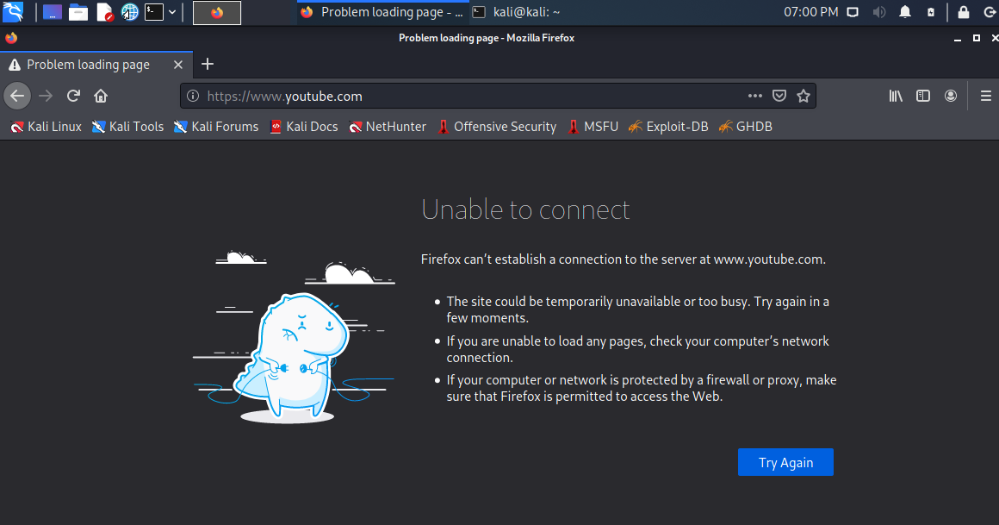 Problem loading page - ... kali@kali: ~ 07:00 PM
Problem loading page - Mozilla Firefox
Problem loading page
https://www.youtube.com
Kali Linux Kali Tools Kali Forums Kali Docs NetHunter Offensive Security MSFU Exploit-DB GHDB
Unable to connect
Firefox can’t establish a connection to the server at www.youtube.com.
• The site could be temporarily unavailable or too busy. Try again in a
few moments.
• If you are unable to load any pages, check your computer’s network
connection.
• If your computer or network is protected by a firewall or proxy, make
sure that Firefox is permitted to access the Web.
Try Again